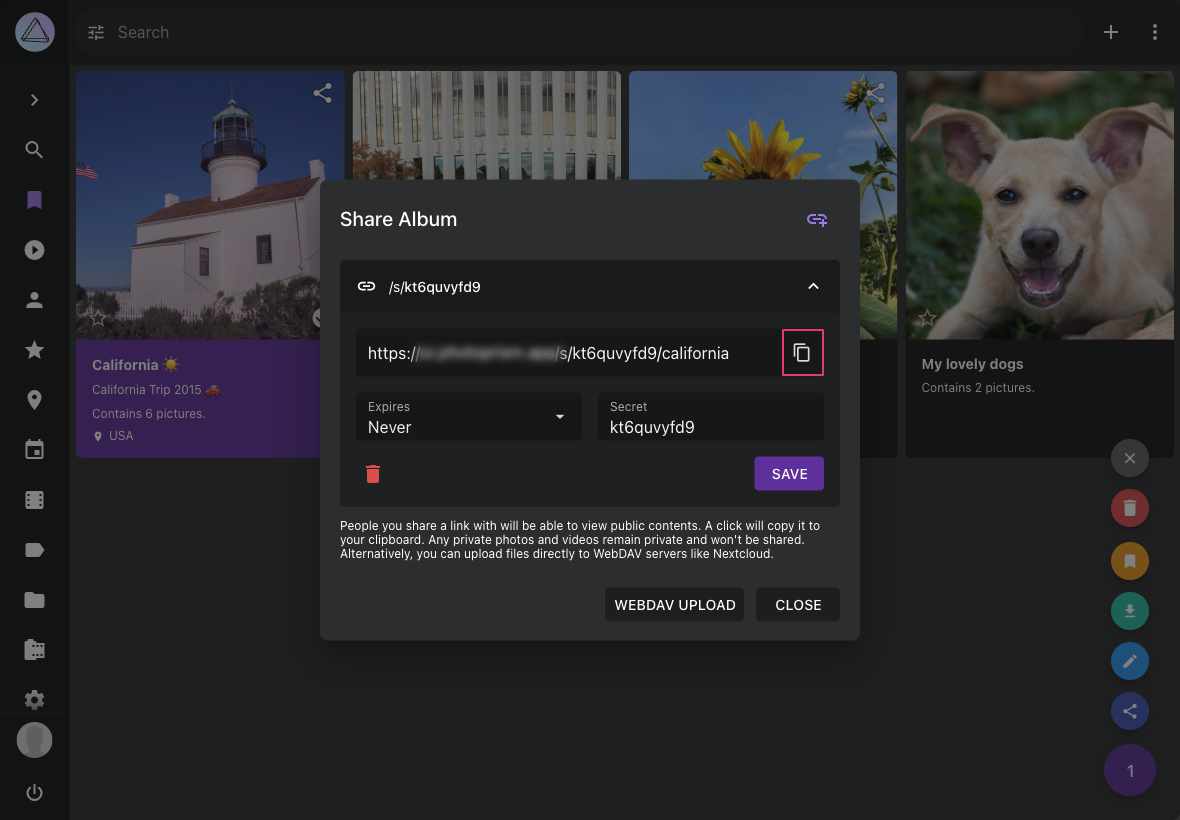 Search
Share Album
/s/kt6quvyfd9
https:/ s/kt6quvyfd9/california
Expires
Never
Secret
kt6quvyfd9
SAVE
People you share a link with will be able to view public contents. A click will copy it to
your clipboard. Any private photos and videos remain private and won't be shared.
Alternatively, you can upload files directly to WebDAV servers like Nextcloud.
WEBDAV UPLOAD
CLOSE
California ☀️
California Trip 2015 🚗
Contains 6 pictures.
USA
My lovely dogs
Contains 2 pictures.
1